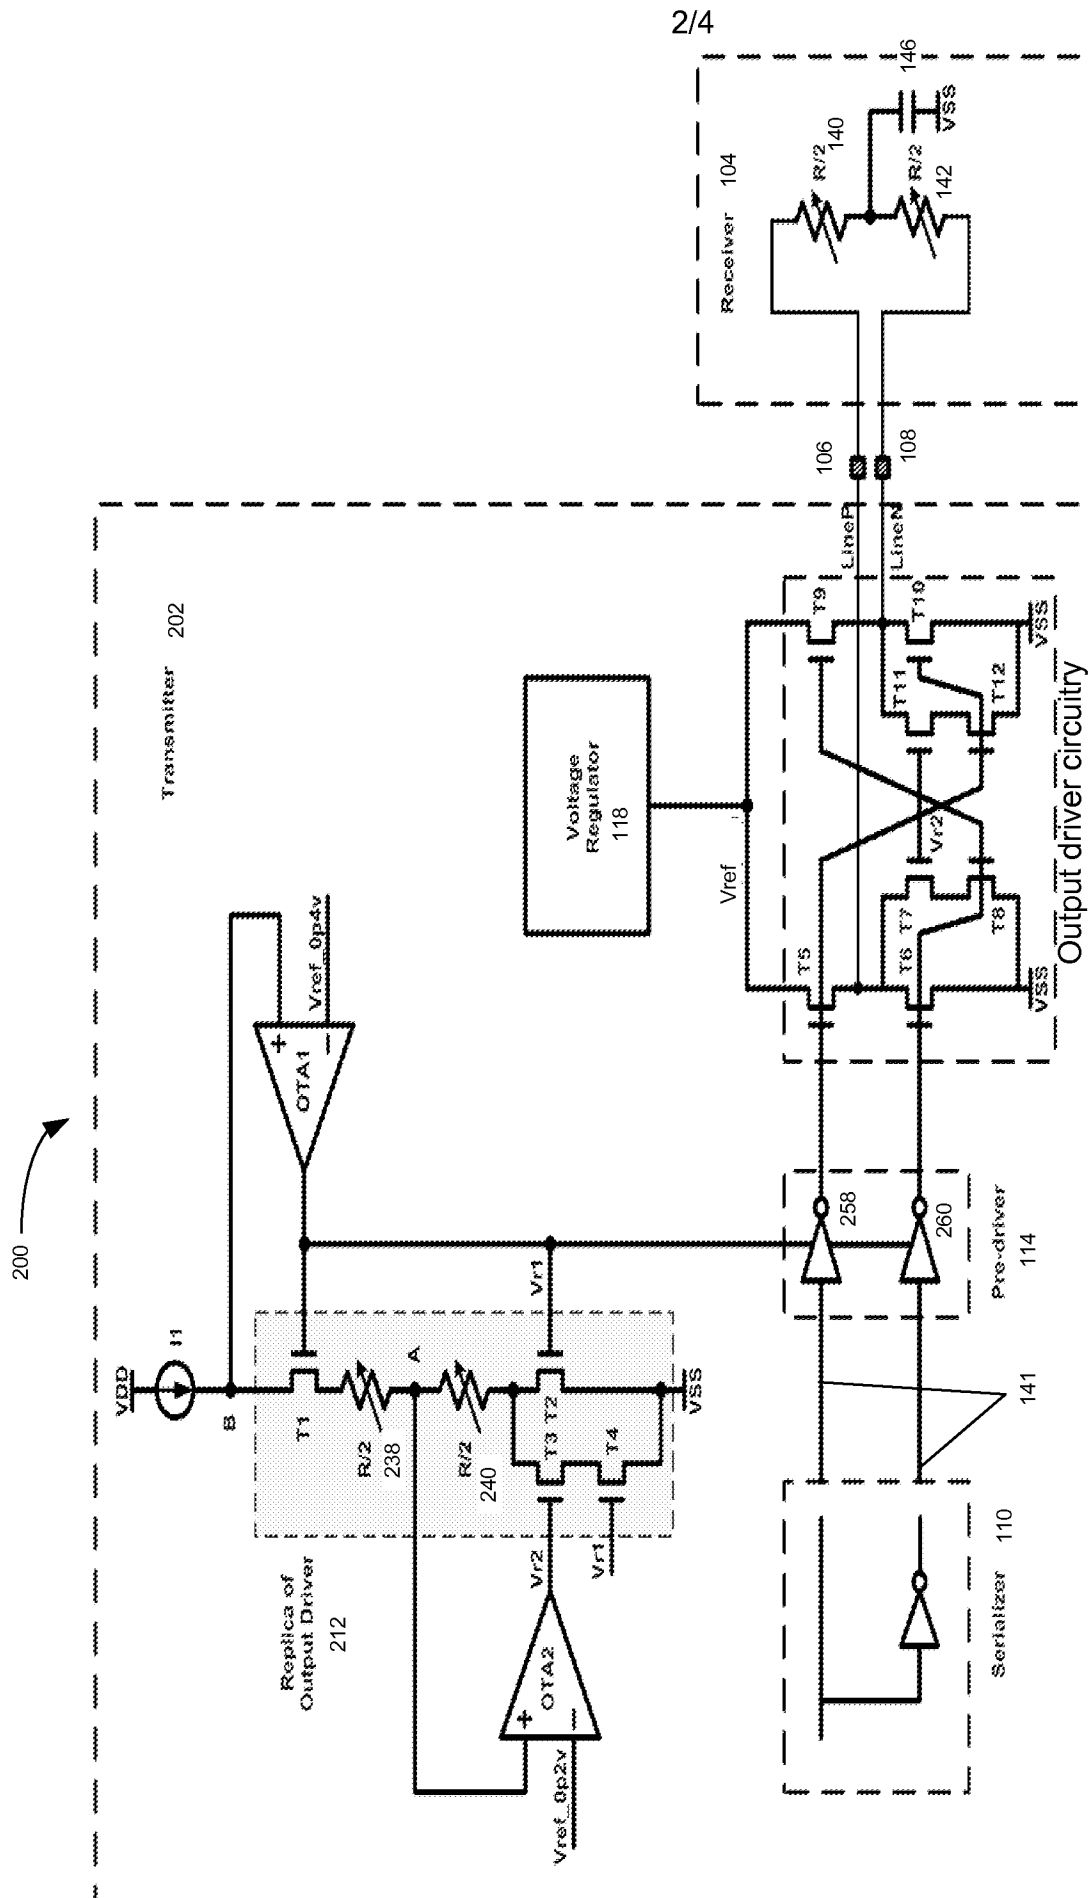 2/4
200
Transmitter
202
VDD
I1
B
OTA1
+
−
Vref_0p4v
T1
R/2
238
A
R/2
240
T3
T2
T4
VSS
Vr1
Vr1
Vr2
Replica of
Output Driver
212
OTA2
+
−
Vref_0p2v
Voltage
Regulator
118
Vref
Serializer
110
141
Pre-driver
114
258
260
T5
T6
T7
T8
Vr2
T9
T10
T11
T12
VSS
VSS
Output driver circuitry
LineP
LineN
106
108
Receiver
104
R/2
140
R/2
142
146
VSS